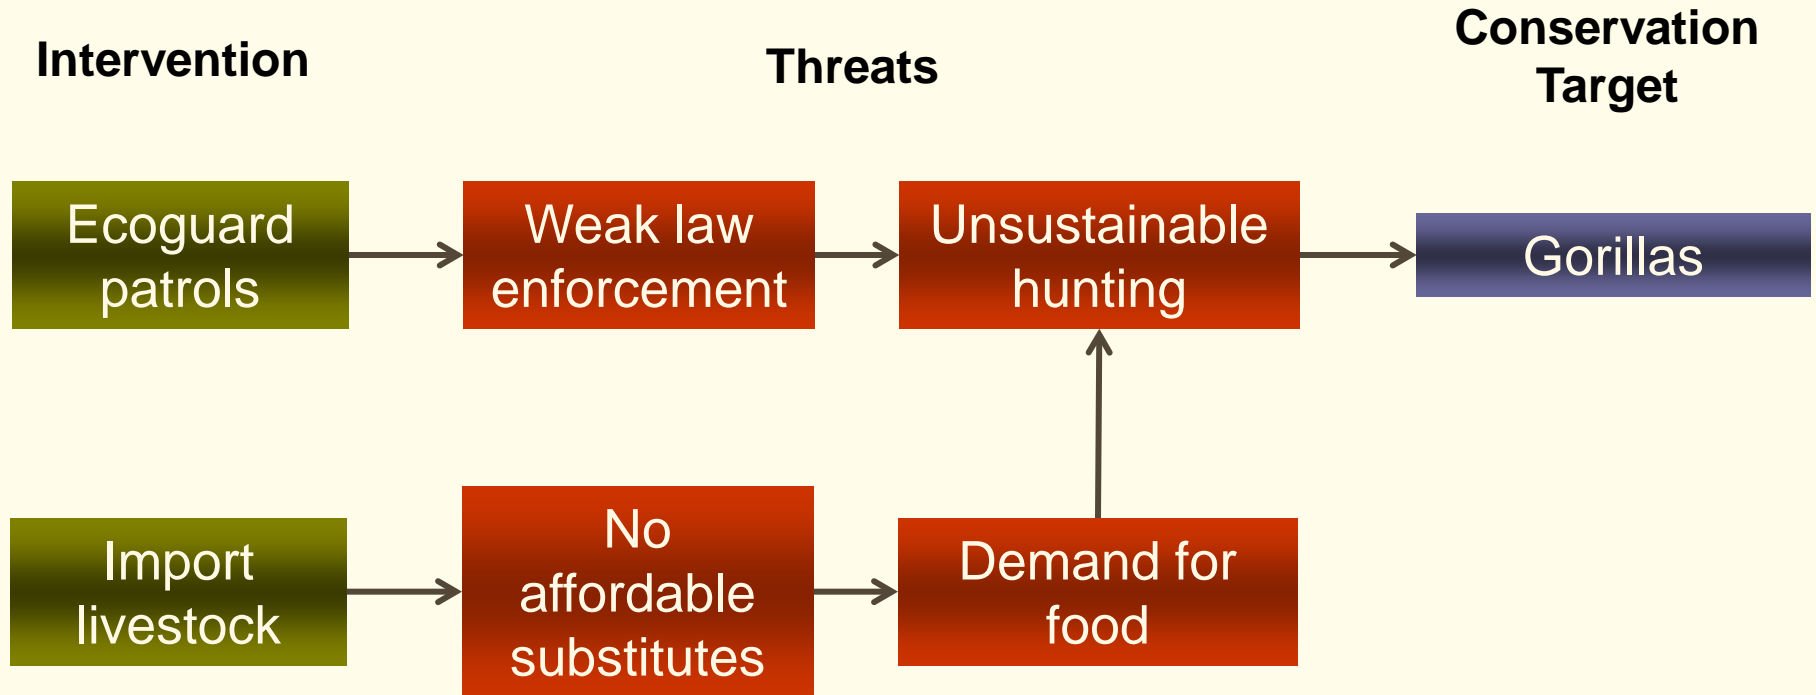 Intervention
Threats
Conservation
Target
Ecoguard
patrols
Weak law
enforcement
Unsustainable
hunting
Gorillas
Import
livestock
No
affordable
substitutes
Demand for
food